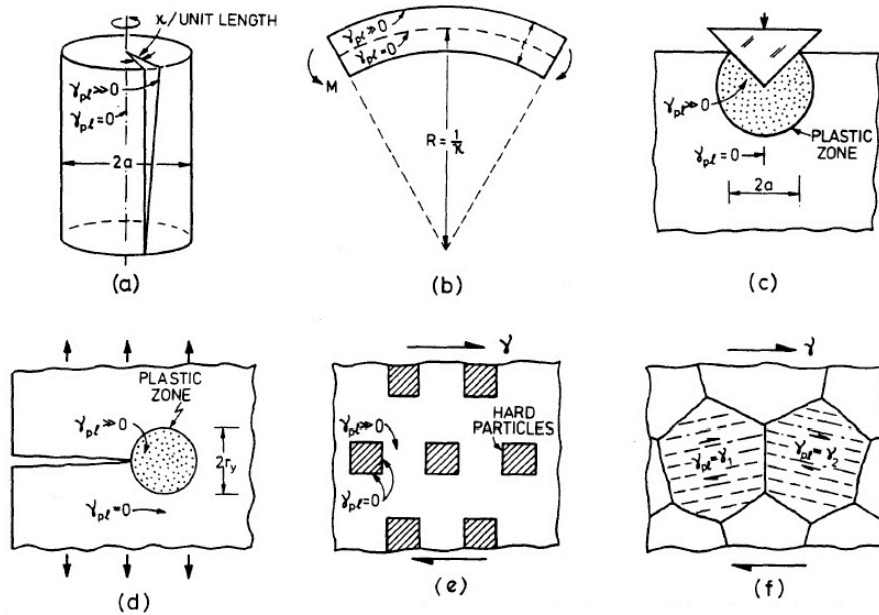 ϰ/UNIT LENGTH
γpl≫0
γpl=0
2a
(a)
γpl≫0
γpl=0
M
R = 1/ϰ
(b)
γpl≫0
PLASTIC
ZONE
γpl=0
2a
(c)
PLASTIC
ZONE
γpl≫0
2ry
γpl=0
(d)
γ
γpl≫0
HARD
PARTICLES
γpl=0
(e)
γ
γpl=γ1
γpl=γ2
(f)